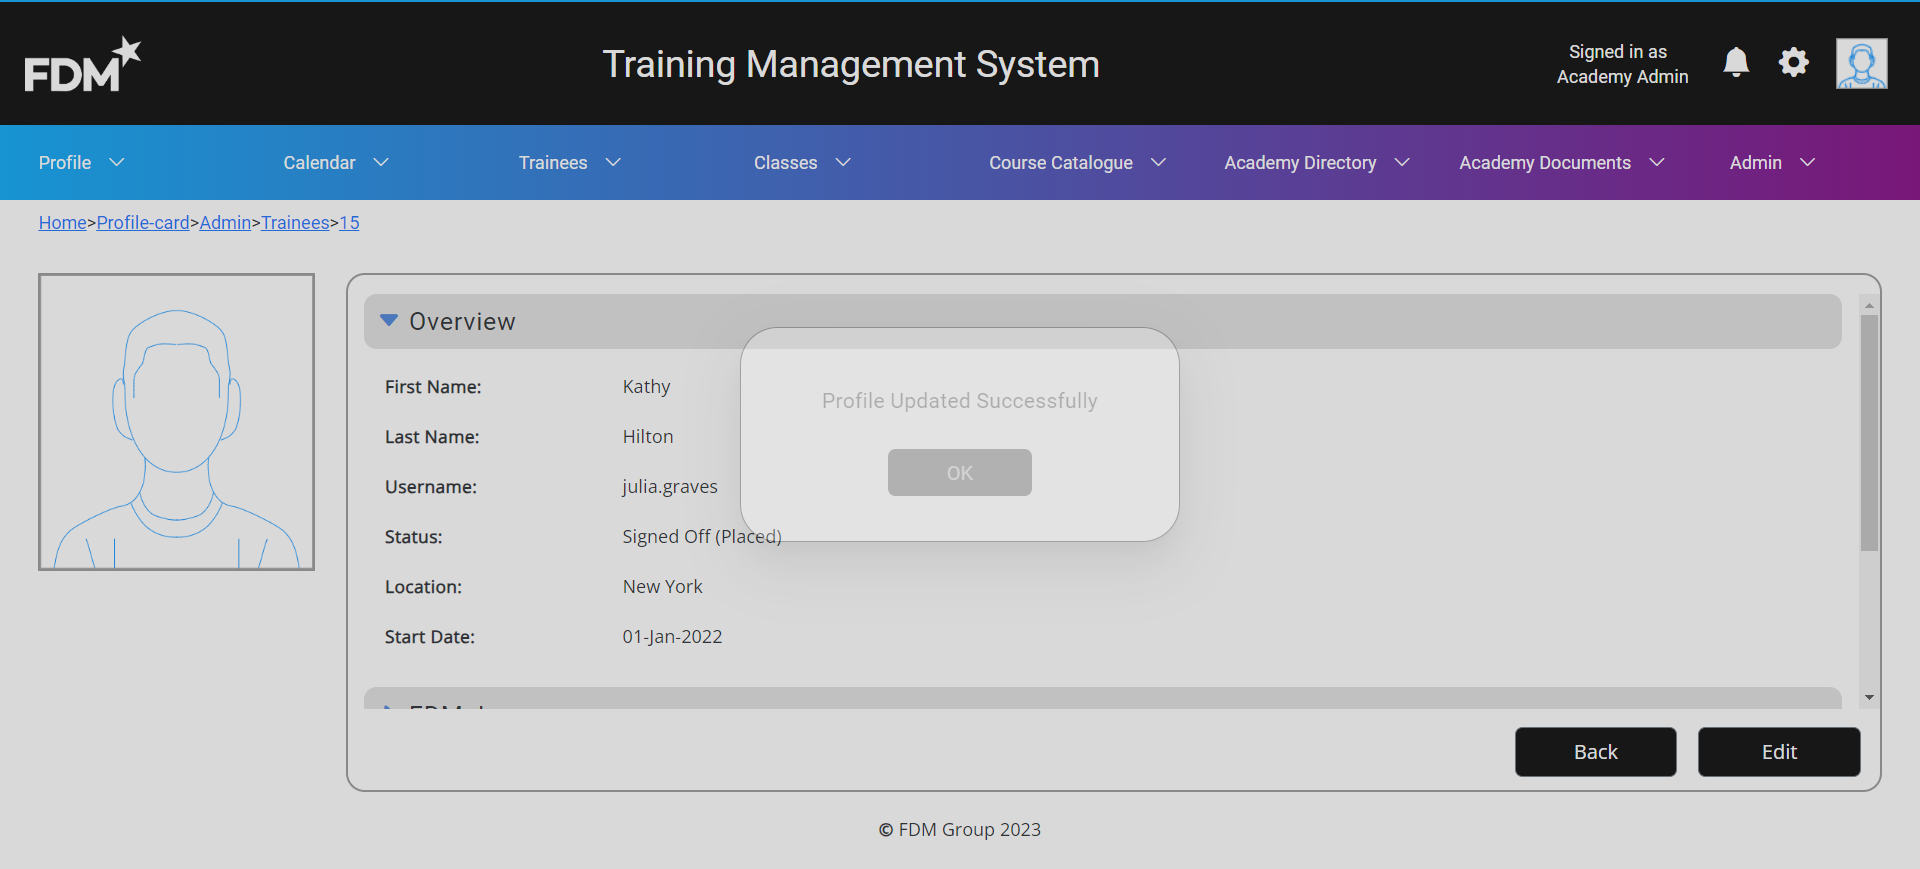 FDM
Training Management System
Signed in as
Academy Admin
Profile
Calendar
Trainees
Classes
Course Catalogue
Academy Directory
Academy Documents
Admin
Home>Profile-card>Admin>Trainees>15
Overview
First Name: Kathy
Last Name: Hilton
Username: julia.graves
Status: Signed Off (Placed)
Location: New York
Start Date: 01-Jan-2022
Profile Updated Successfully
OK
Back
Edit
© FDM Group 2023